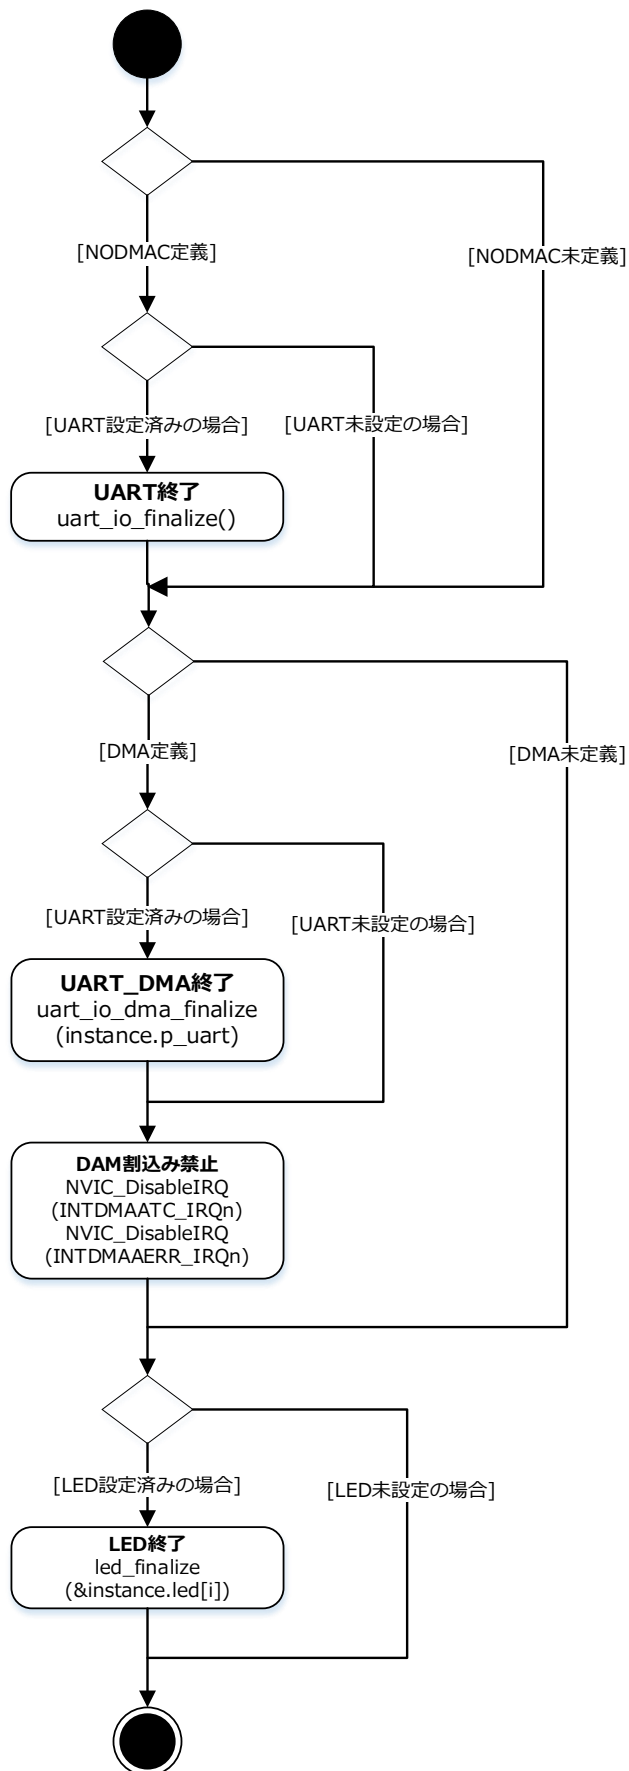 [NODMAC定義]
[NODMAC未定義]
[UART設定済みの場合]
[UART未設定の場合]
UART終了
uart_io_finalize()
[DMA定義]
[DMA未定義]
[UART設定済みの場合]
[UART未設定の場合]
UART_DMA終了
uart_io_dma_finalize
(instance.p_uart)
DAM割込み禁止
NVIC_DisableIRQ
(INTDMAATC_IRQn)
NVIC_DisableIRQ
(INTDMAAERR_IRQn)
[LED設定済みの場合]
[LED未設定の場合]
LED終了
led_finalize
(&instance.led[i])